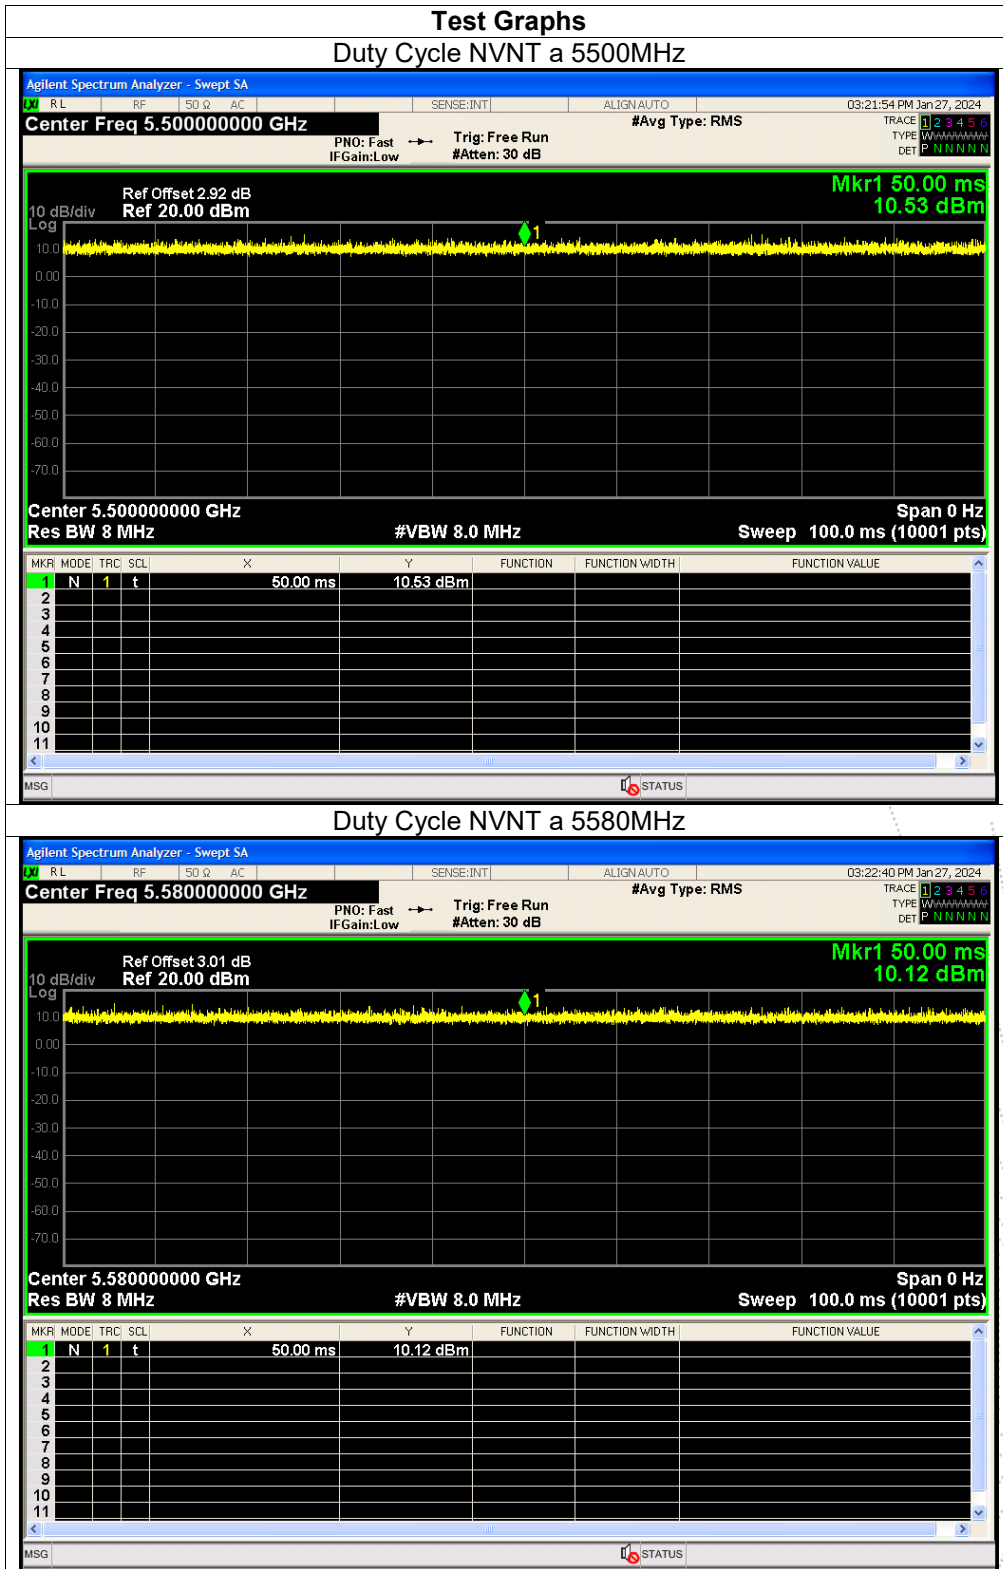 Test Graphs
Duty Cycle NVNT a 5500MHz
Agilent Spectrum Analyzer - Swept SA
LXI RL RF 50 Ω AC SENSE:INT ALIGN AUTO 03:21:54 PM Jan 27, 2024
Center Freq 5.500000000 GHz #Avg Type: RMS TRACE 1 2 3 4 5 6
PNO: Fast Trig: Free Run TYPE WWWWWW
IFGain:Low #Atten: 30 dB DET P N N N N N
Mkr1 50.00 ms
Ref Offset 2.92 dB
10 dB/div Ref 20.00 dBm 10.53 dBm
Log
1
10.0
0.00
-10.0
-20.0
-30.0
-40.0
-50.0
-60.0
-70.0
Center 5.500000000 GHz Span 0 Hz
Res BW 8 MHz #VBW 8.0 MHz Sweep 100.0 ms (10001 pts)
MKR MODE TRC SCL X Y FUNCTION FUNCTION WIDTH FUNCTION VALUE
1 N 1 t 50.00 ms 10.53 dBm
2
3
4
5
6
7
8
9
10
11
MSG STATUS
Duty Cycle NVNT a 5580MHz
Agilent Spectrum Analyzer - Swept SA
LXI RL RF 50 Ω AC SENSE:INT ALIGN AUTO 03:22:40 PM Jan 27, 2024
Center Freq 5.580000000 GHz #Avg Type: RMS TRACE 1 2 3 4 5 6
PNO: Fast Trig: Free Run TYPE WWWWWW
IFGain:Low #Atten: 30 dB DET P N N N N N
Mkr1 50.00 ms
Ref Offset 3.01 dB
10 dB/div Ref 20.00 dBm 10.12 dBm
Log
1
10.0
0.00
-10.0
-20.0
-30.0
-40.0
-50.0
-60.0
-70.0
Center 5.580000000 GHz Span 0 Hz
Res BW 8 MHz #VBW 8.0 MHz Sweep 100.0 ms (10001 pts)
MKR MODE TRC SCL X Y FUNCTION FUNCTION WIDTH FUNCTION VALUE
1 N 1 t 50.00 ms 10.12 dBm
2
3
4
5
6
7
8
9
10
11
MSG STATUS